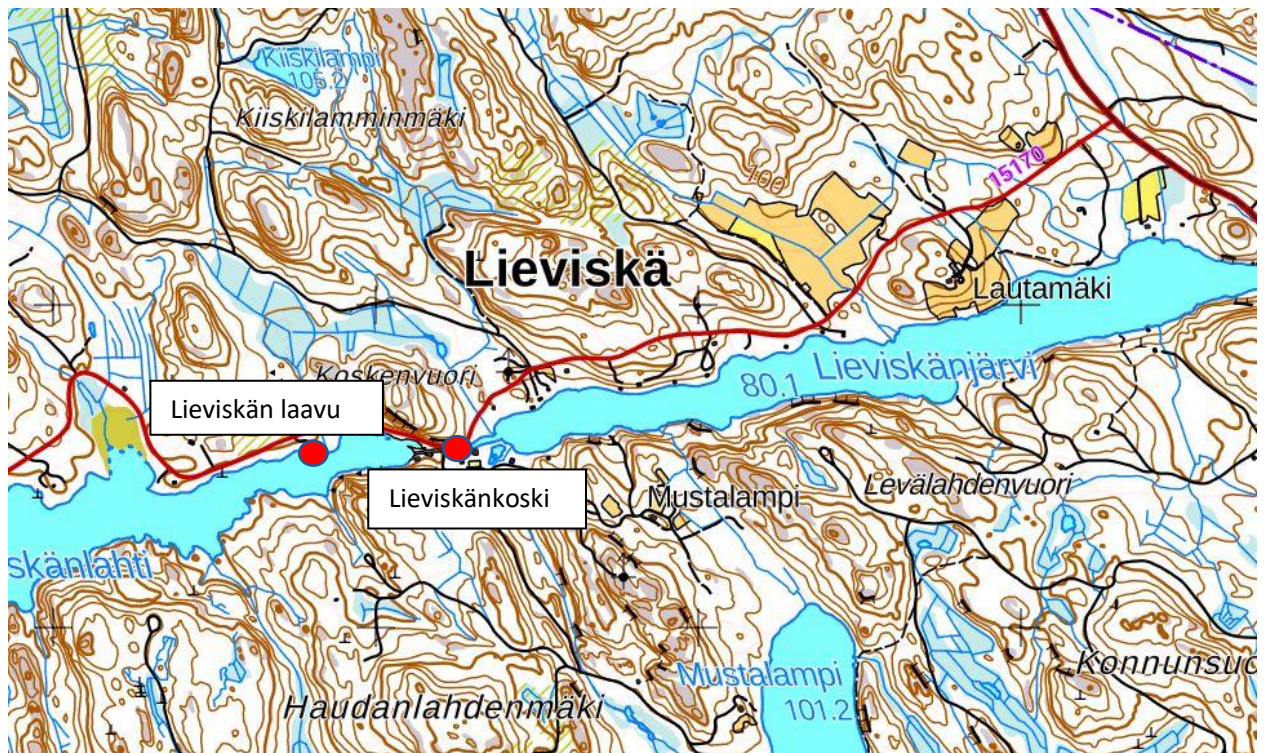 Kiiskilampi
105.2
Kiiskilamminmäki
15170
100
Lieviskä
Lautamäki
Koskenvuori
80.1
Lieviskänjärvi
Lieviskän laavu
Lieviskänkoski
Mustalampi
Levälahdenvuori
skänlahti
Mustalampi
101.2
Konnunsuo
Haudanlahdenmäki